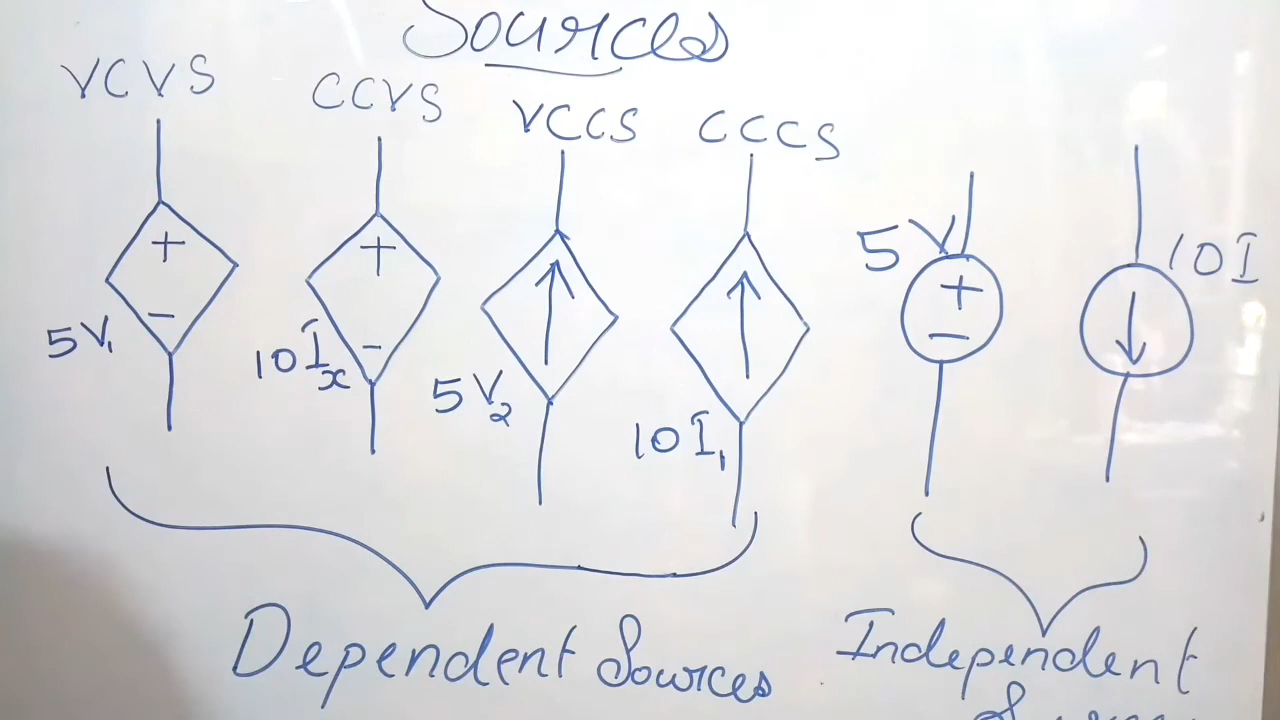 Sources
VCVS CCVS VCCS CCCS
+ + 5V + 10I
- 5V₁ - 10Iₓ 5V₂ 10I₁ -
Dependent Sources Independent